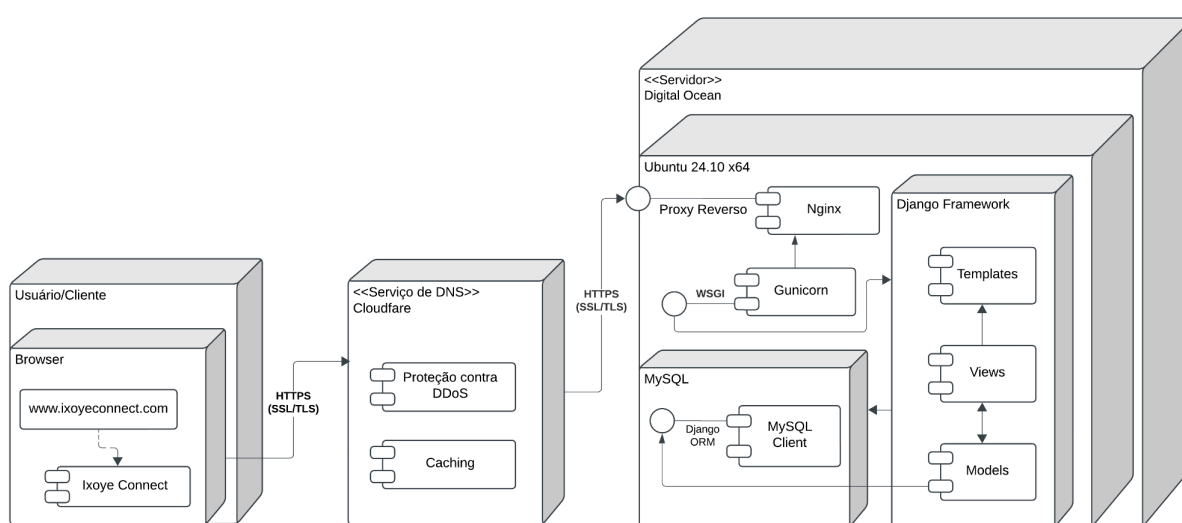 <<Servidor>>
Digital Ocean
Ubuntu 24.10 x64
Proxy Reverso
Nginx
Django Framework
Templates
WSGI
Gunicorn
Views
Models
MySQL
Django
ORM
MySQL
Client
HTTPS
(SSL/TLS)
<<Serviço de DNS>>
Cloudfare
Proteção contra
DDoS
Caching
HTTPS
(SSL/TLS)
Usuário/Cliente
Browser
www.ixoyeconnect.com
Ixoye Connect